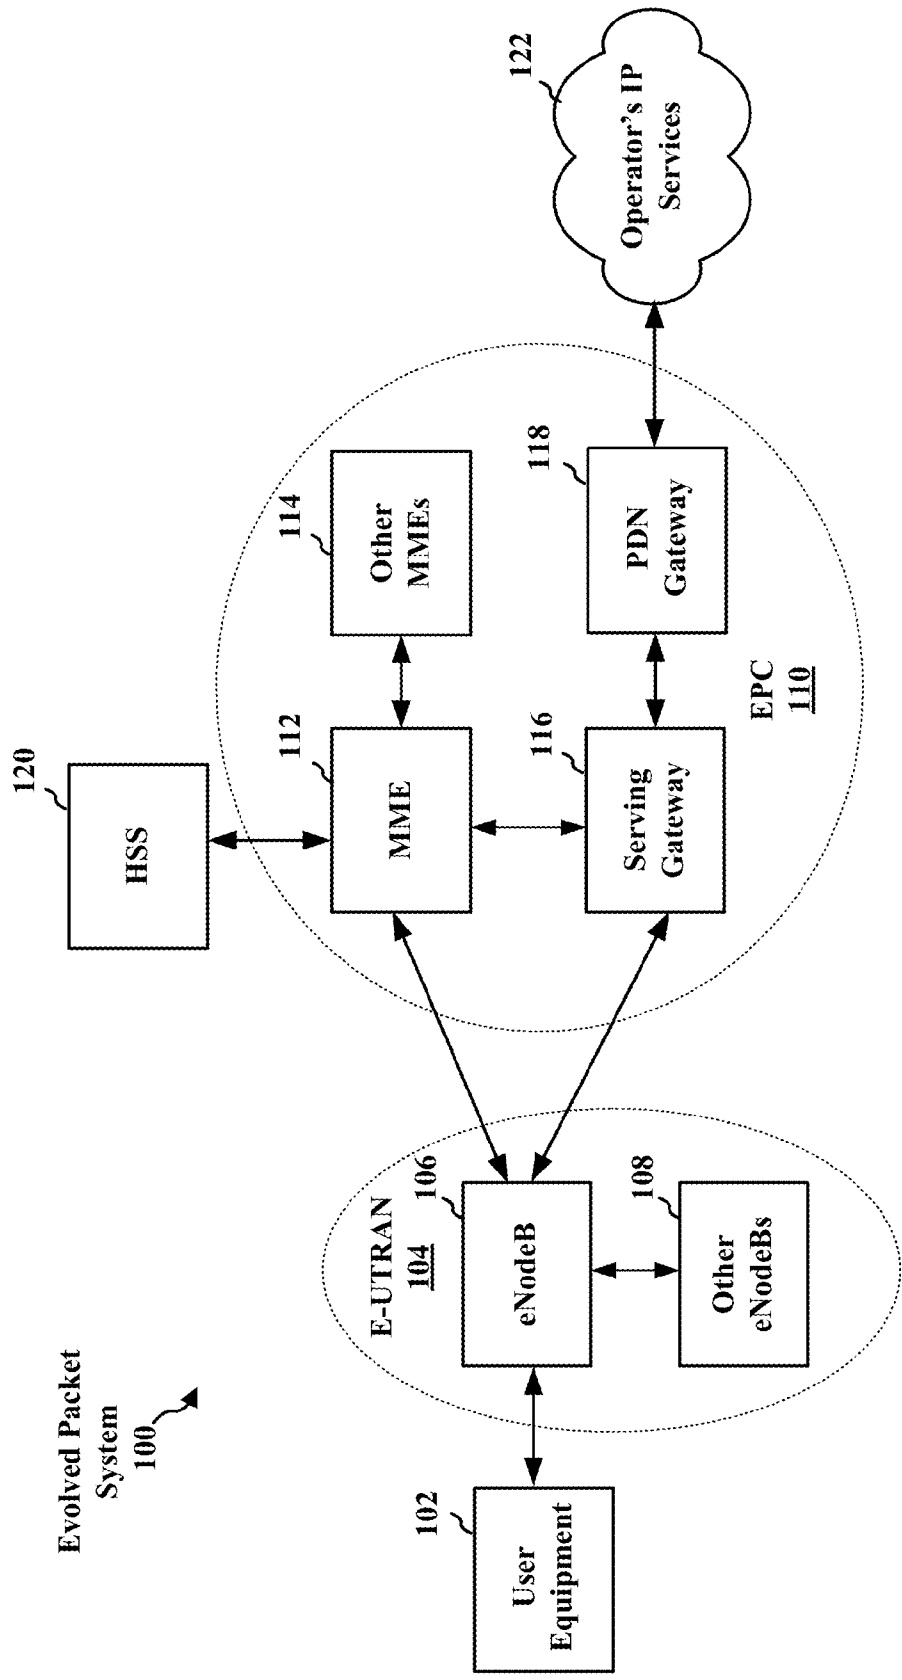 Evolved Packet
System
100
120
HSS
E-UTRAN
104
102
User
Equipment
106
eNodeB
108
Other
eNodeBs
112
MME
114
Other
MMEs
116
Serving
Gateway
118
PDN
Gateway
EPC
110
122
Operator's IP
Services